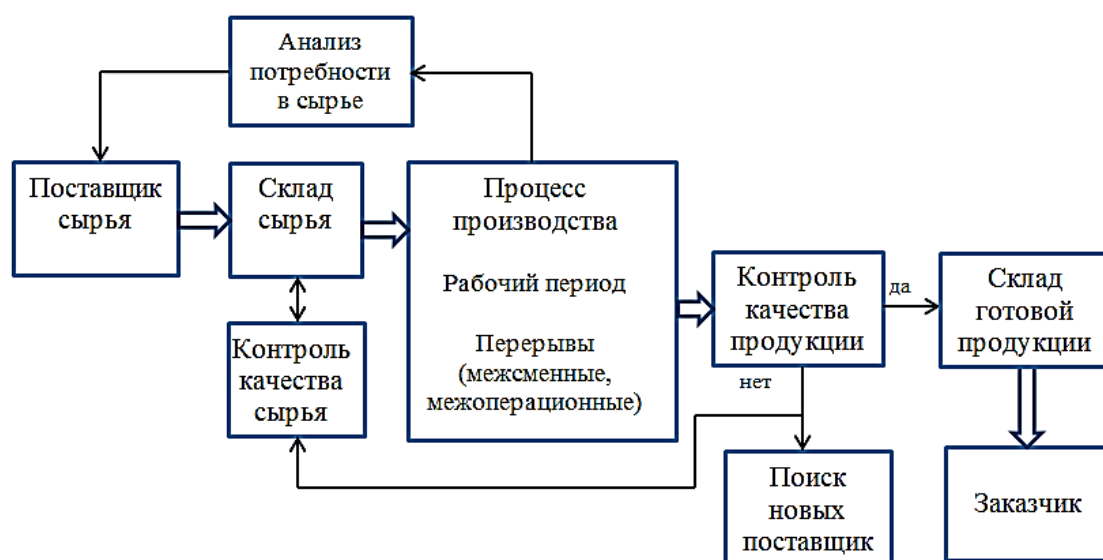 Анализ
потребности
в сырье
Поставщик
сырья
Склад
сырья
Процесс
производства
Рабочий период
Перерывы
(межсменные,
межоперационные)
Контроль
качества
сырья
Контроль
качества
продукции
да
нет
Склад
готовой
продукции
Поиск
новых
поставщик
Заказчик